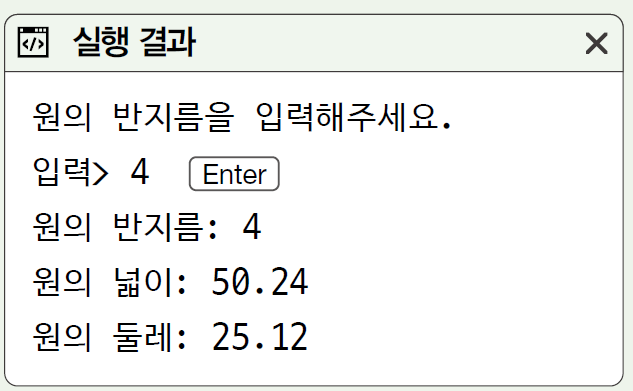 </> 실행 결과
원의 반지름을 입력해주세요.
입력> 4 Enter
원의 반지름: 4
원의 넓이: 50.24
원의 둘레: 25.12